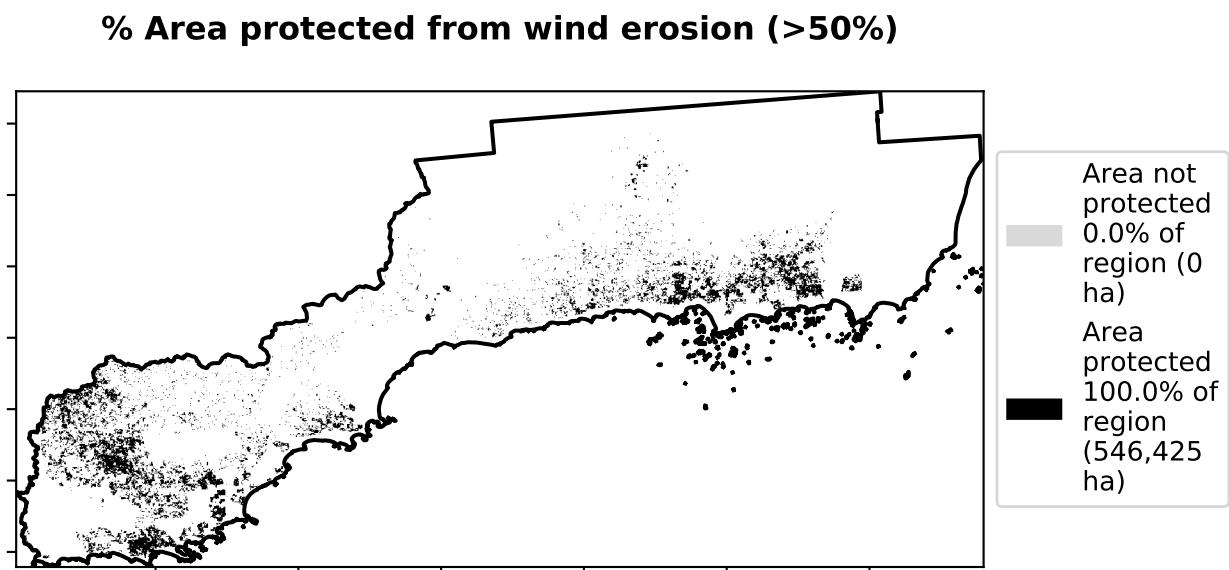 % Area protected from wind erosion (>50%)
Area not
protected
0.0% of
region (0
ha)
Area
protected
100.0% of
region
(546,425
ha)